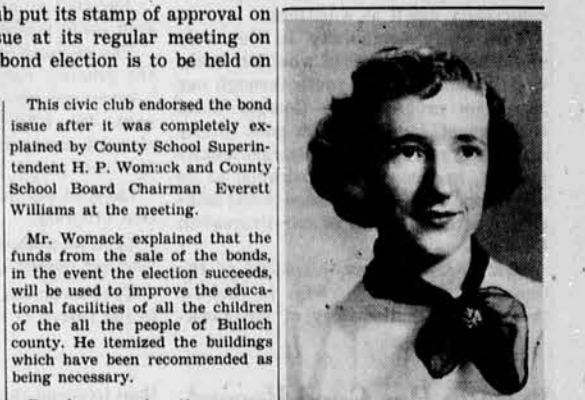 ub put its stamp of approval on
sue at its regular meeting on
bond election is to be held on
This civic club endorsed the bond
issue after it was completely ex-
plained by County School Superin-
tendent H. P. Womack and County
School Board Chairman Everett
Williams at the meeting.
Mr. Womack explained that the
funds from the sale of the bonds,
in the event the election succeeds,
will be used to improve the educa-
tional facilities of all the children
of the all the people of Bulloch
county. He itemized the buildings
which have been recommended as
being necessary.